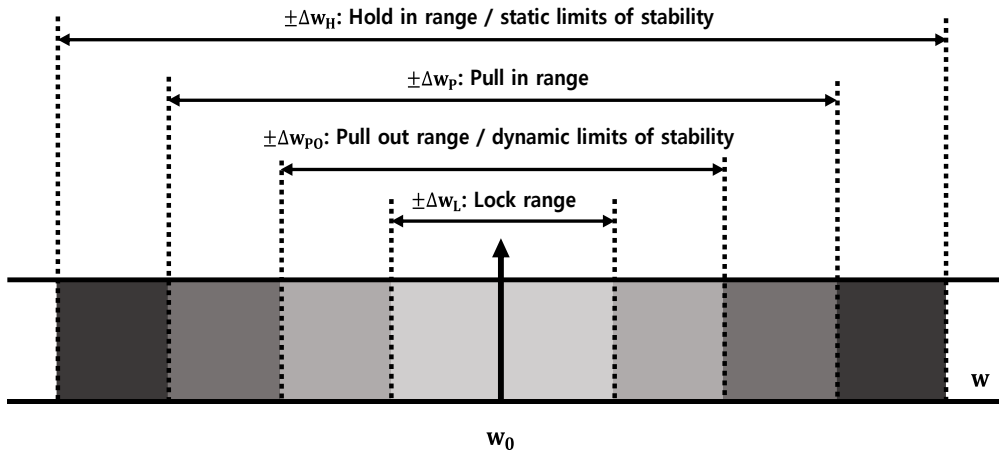 ±Δw_H: Hold in range / static limits of stability
±Δw_P: Pull in range
±Δw_PO: Pull out range / dynamic limits of stability
±Δw_L: Lock range
w
w_0